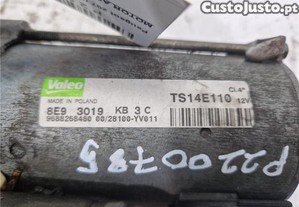 CustoJusto.pt
Valeo
MADE IN POLAND
TS14E110
CL4*
12V
8E9 3019 KB 3 C
9688268480 00/28100-YV011
P2200785